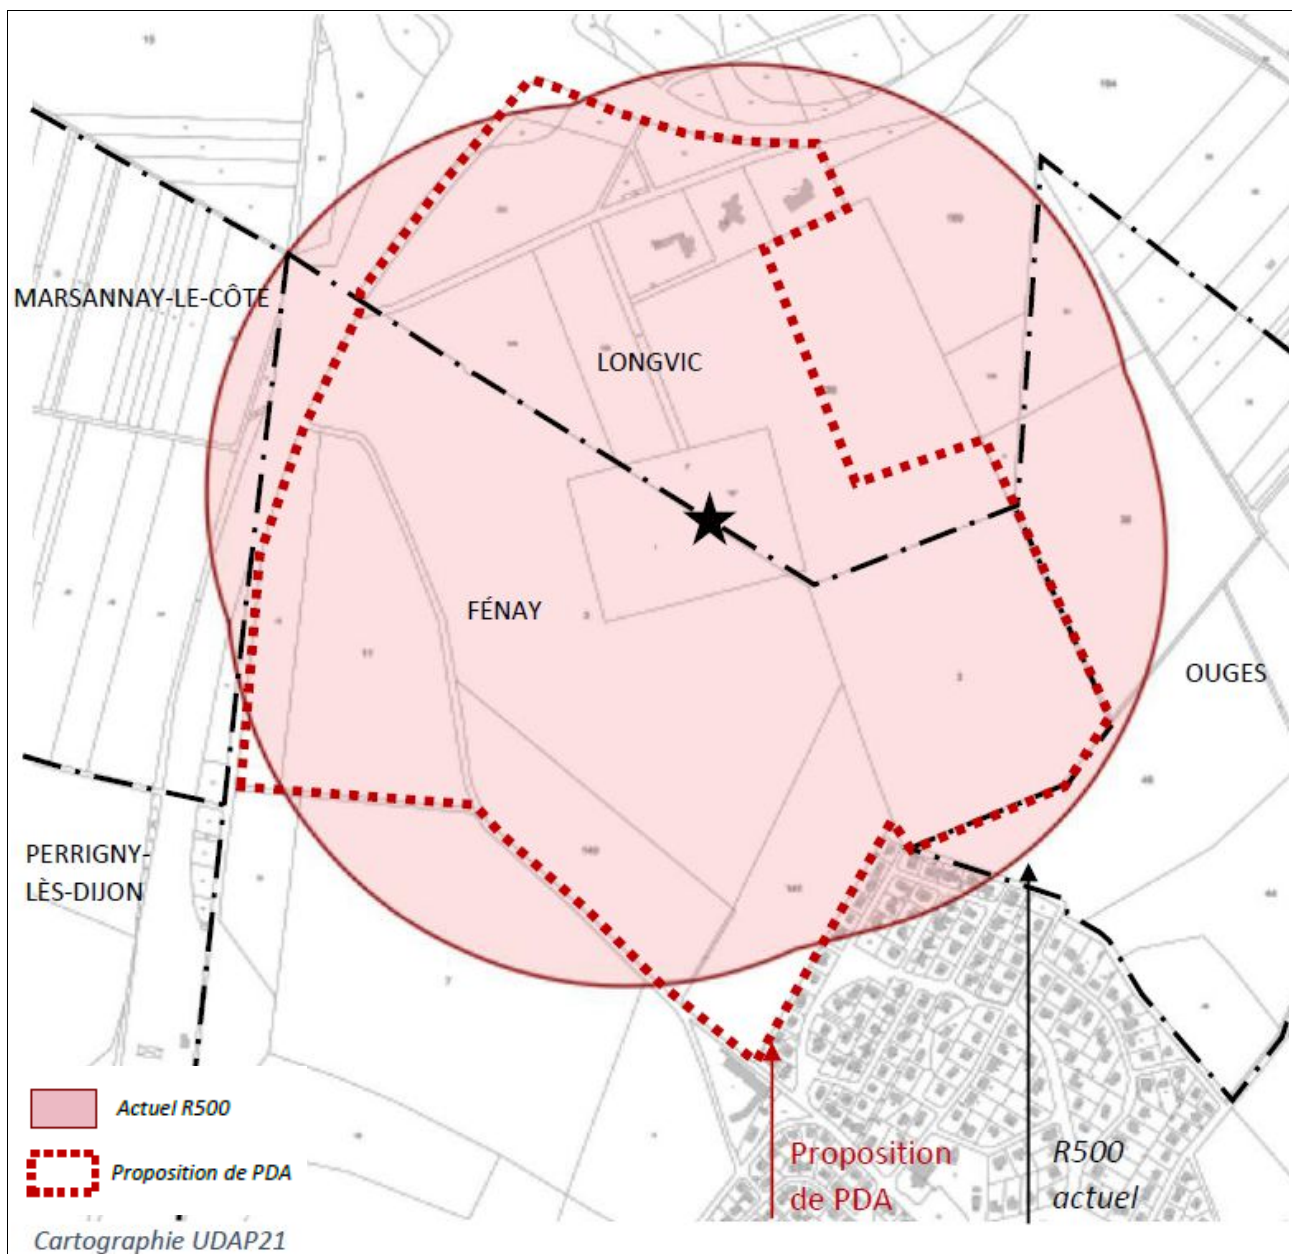 MARSANNAY-LE-CÔTE
LONGVIC
FÉNAY
OUGES
PERRIGNY-
LÈS-DIJON
Actuel R500
Proposition de PDA
Cartographie UDAP21
Proposition
de PDA
R500
actuel